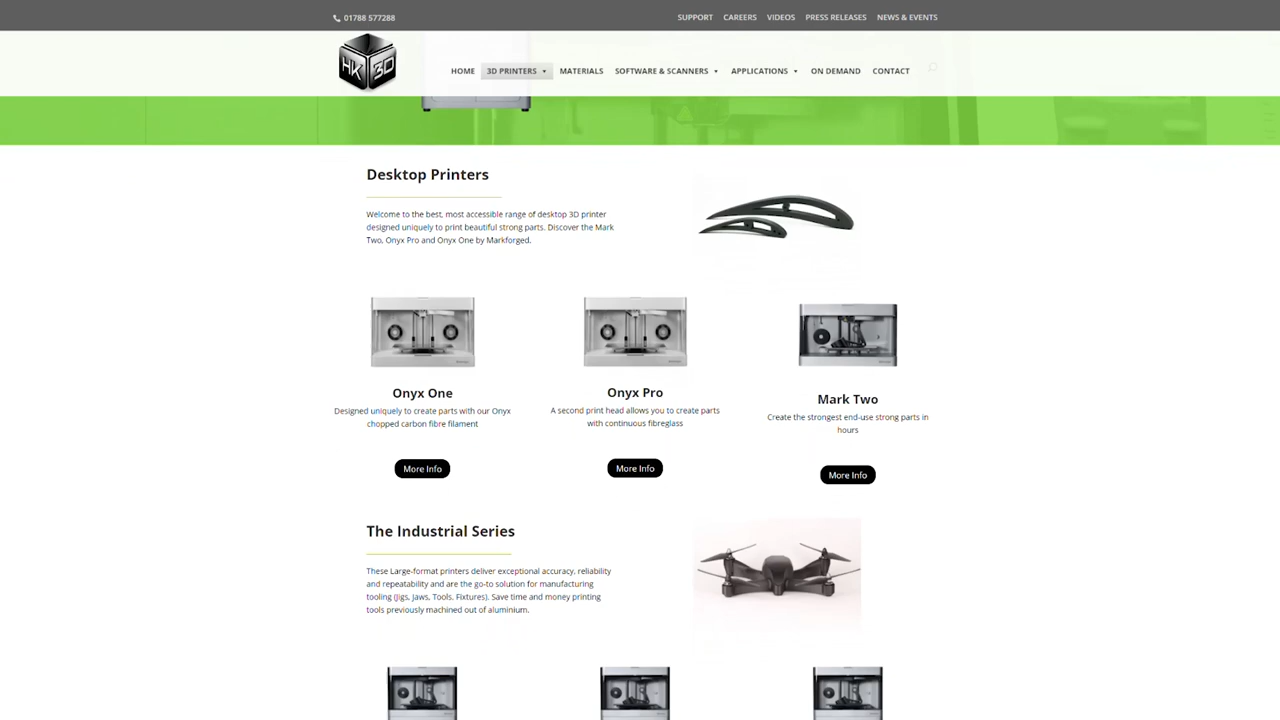 01788 577288
SUPPORT CAREERS VIDEOS PRESS RELEASES NEWS & EVENTS
HK 3D
HOME 3D PRINTERS MATERIALS SOFTWARE & SCANNERS APPLICATIONS ON DEMAND CONTACT
Desktop Printers
Welcome to the best, most accessible range of desktop 3D printer
designed uniquely to print beautiful strong parts. Discover the Mark
Two, Onyx Pro and Onyx One by Markforged.
Onyx One
Designed uniquely to create parts with our Onyx
chopped carbon fibre filament
More Info
Onyx Pro
A second print head allows you to create parts
with continuous fibreglass
More Info
Mark Two
Create the strongest end-use strong parts in
hours
More Info
The Industrial Series
These Large-format printers deliver exceptional accuracy, reliability
and repeatability and are the go-to solution for manufacturing
tooling (Jigs, Jaws, Tools. Fixtures). Save time and money printing
tools previously machined out of aluminium.